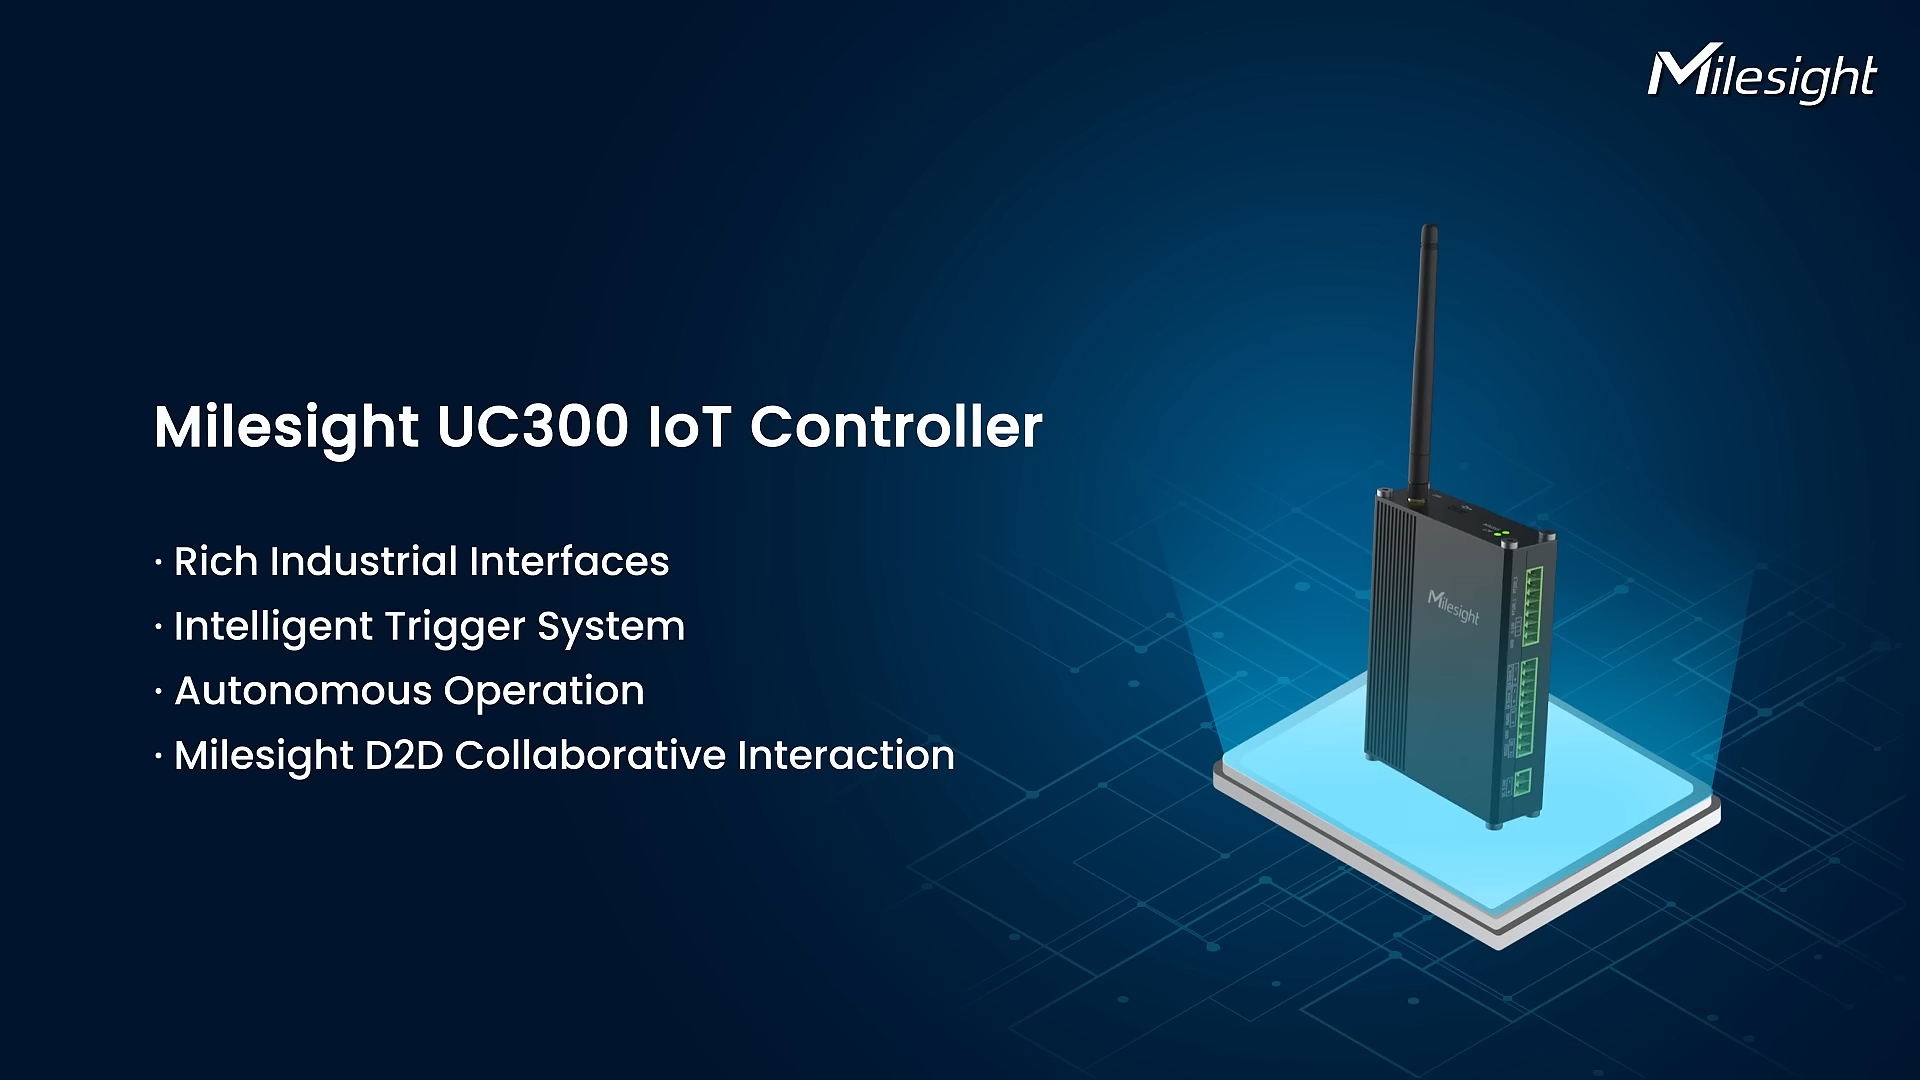 Milesight
Milesight UC300 IoT Controller
· Rich Industrial Interfaces
· Intelligent Trigger System
· Autonomous Operation
· Milesight D2D Collaborative Interaction
Milesight